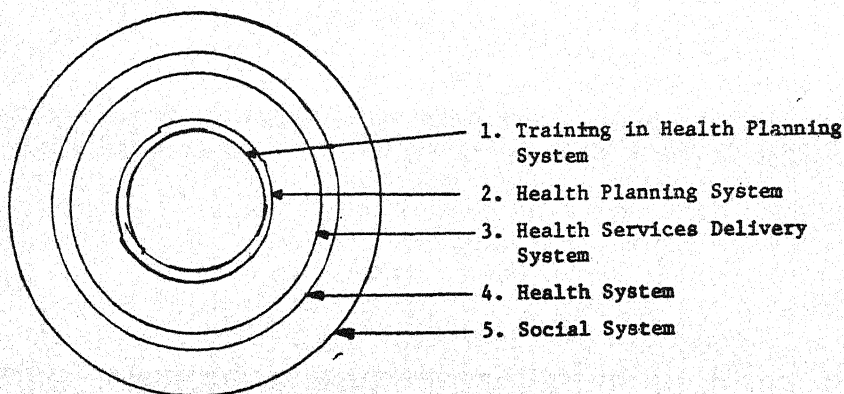 1. Training in Health Planning
System
2. Health Planning System
3. Health Services Delivery
System
4. Health System
5. Social System